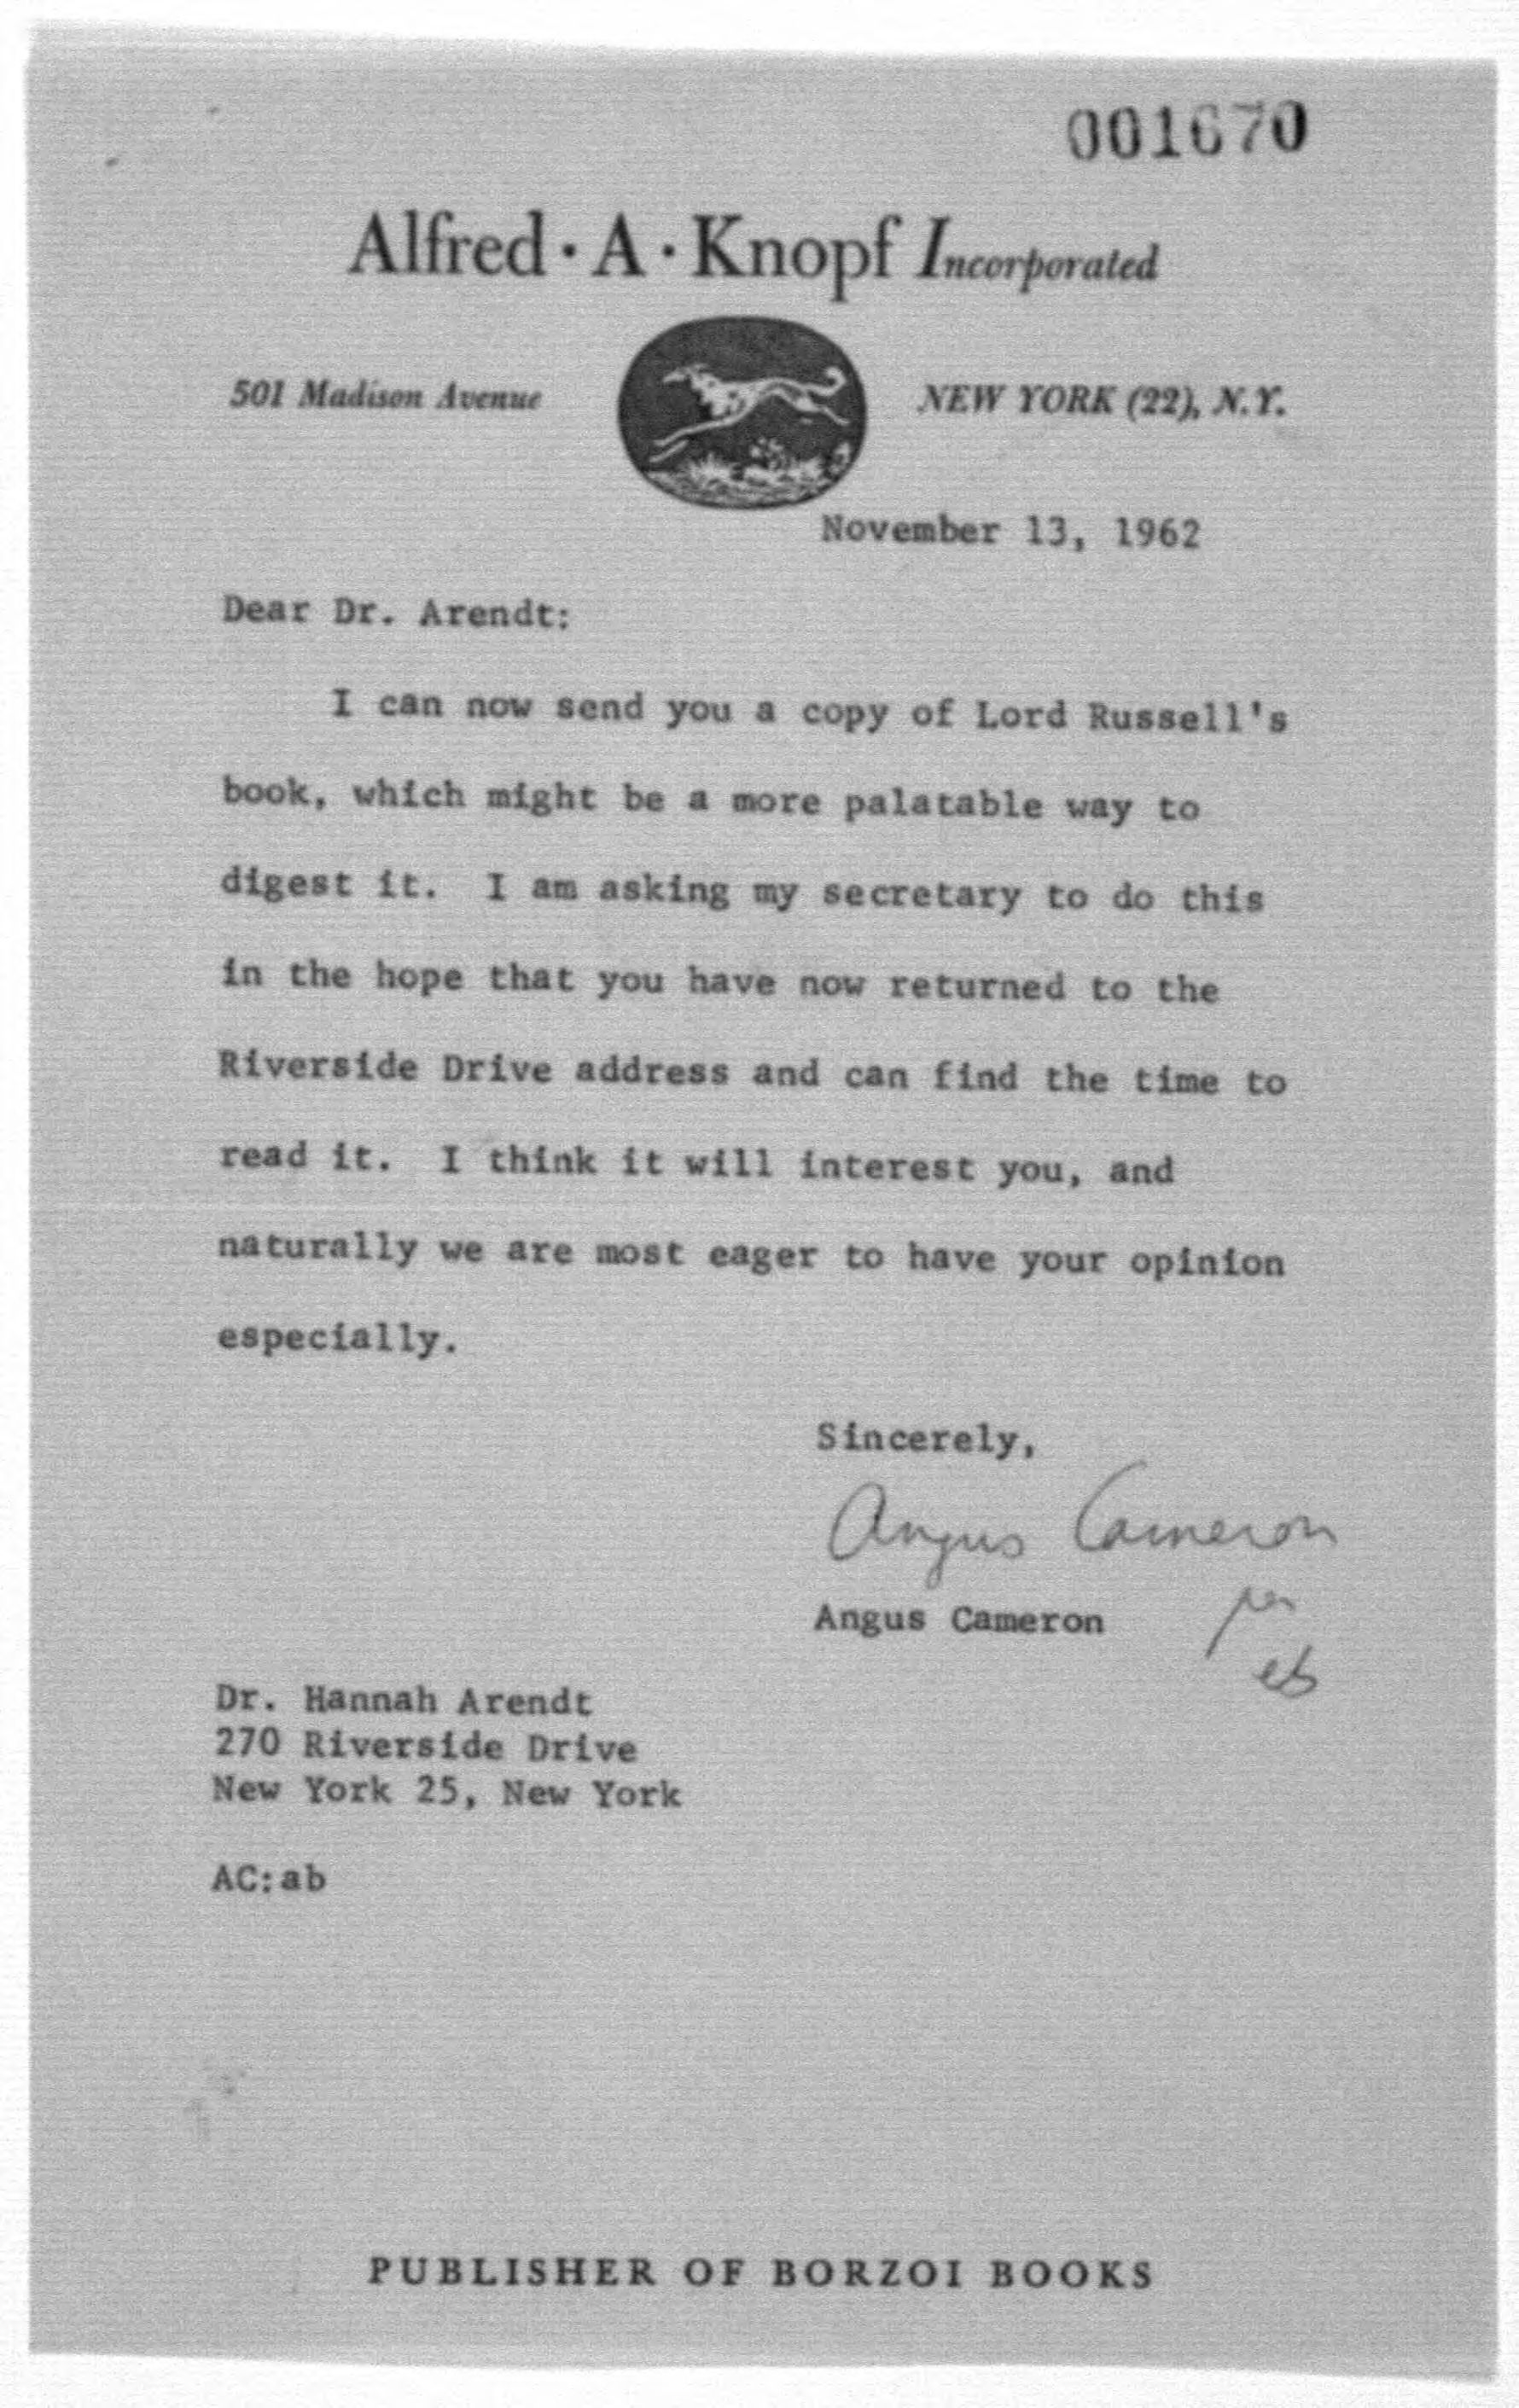 001670
Alfred · A · Knopf Incorporated
501 Madison Avenue NEW YORK (22), N.Y.
November 13, 1962
Dear Dr. Arendt:
I can now send you a copy of Lord Russell's
book, which might be a more palatable way to
digest it. I am asking my secretary to do this
in the hope that you have now returned to the
Riverside Drive address and can find the time to
read it. I think it will interest you, and
naturally we are most eager to have your opinion
especially.
Sincerely,
Angus Cameron
Angus Cameron per
Dr. Hannah Arendt
270 Riverside Drive
New York 25, New York
AC:ab
PUBLISHER OF BORZOI BOOKS